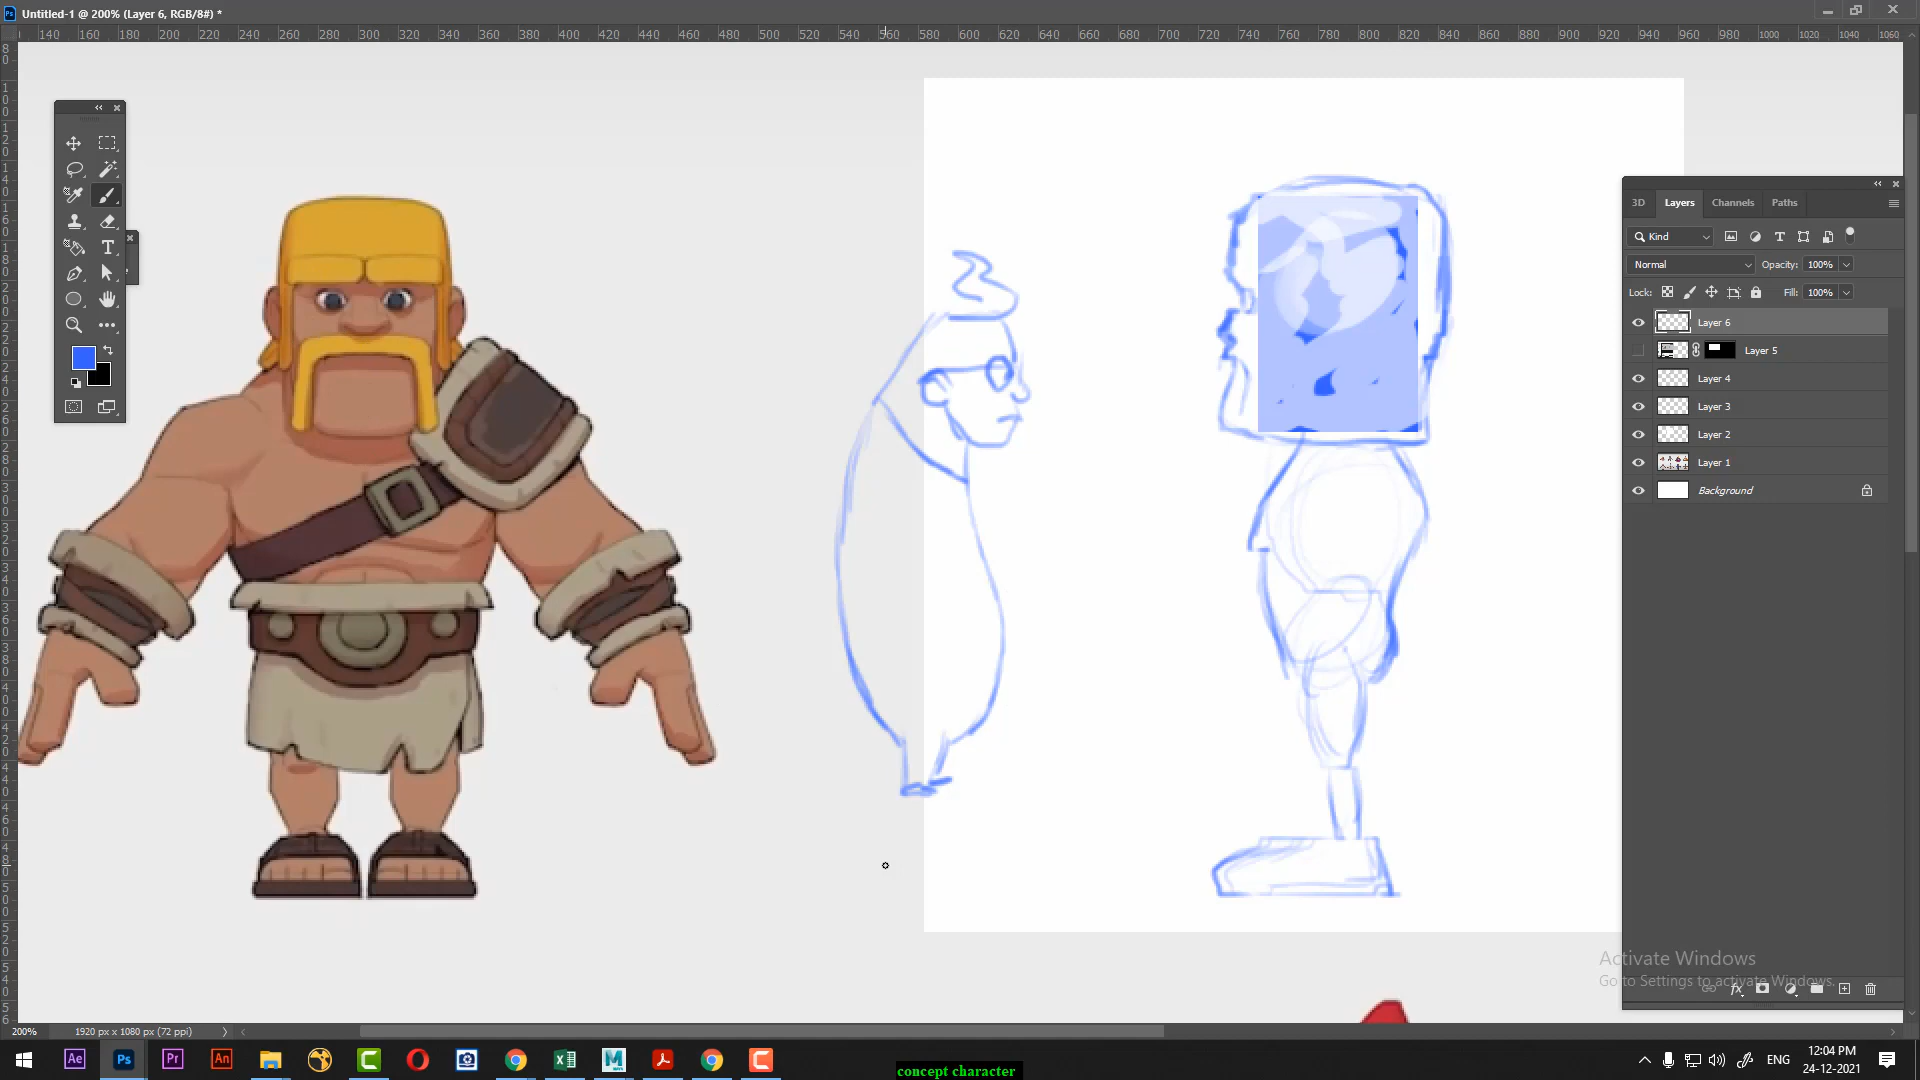 Untitled-1 @ 200% (Layer 6, RGB/8#) *
140 160 180 200 220 240 260 280 300 320 340 360 380 400 420 440 460 480 500 520 540 560 580 600 620 640 660 680 700 720 740 760 780 800 820 840 860 880 900 920 940 960 980 1000 1020 1040 1060
3D Layers Channels Paths
Kind
Normal Opacity: 100%
Lock: Fill: 100%
Layer 6
Layer 5
Layer 4
Layer 3
Layer 2
Layer 1
Background
Activate Windows
Go to Settings to activate Windows.
fx
200% 1920 px x 1080 px (72 ppi)
Ae Ps Pr An
ENG
12:04 PM
24-12-2021
concept character